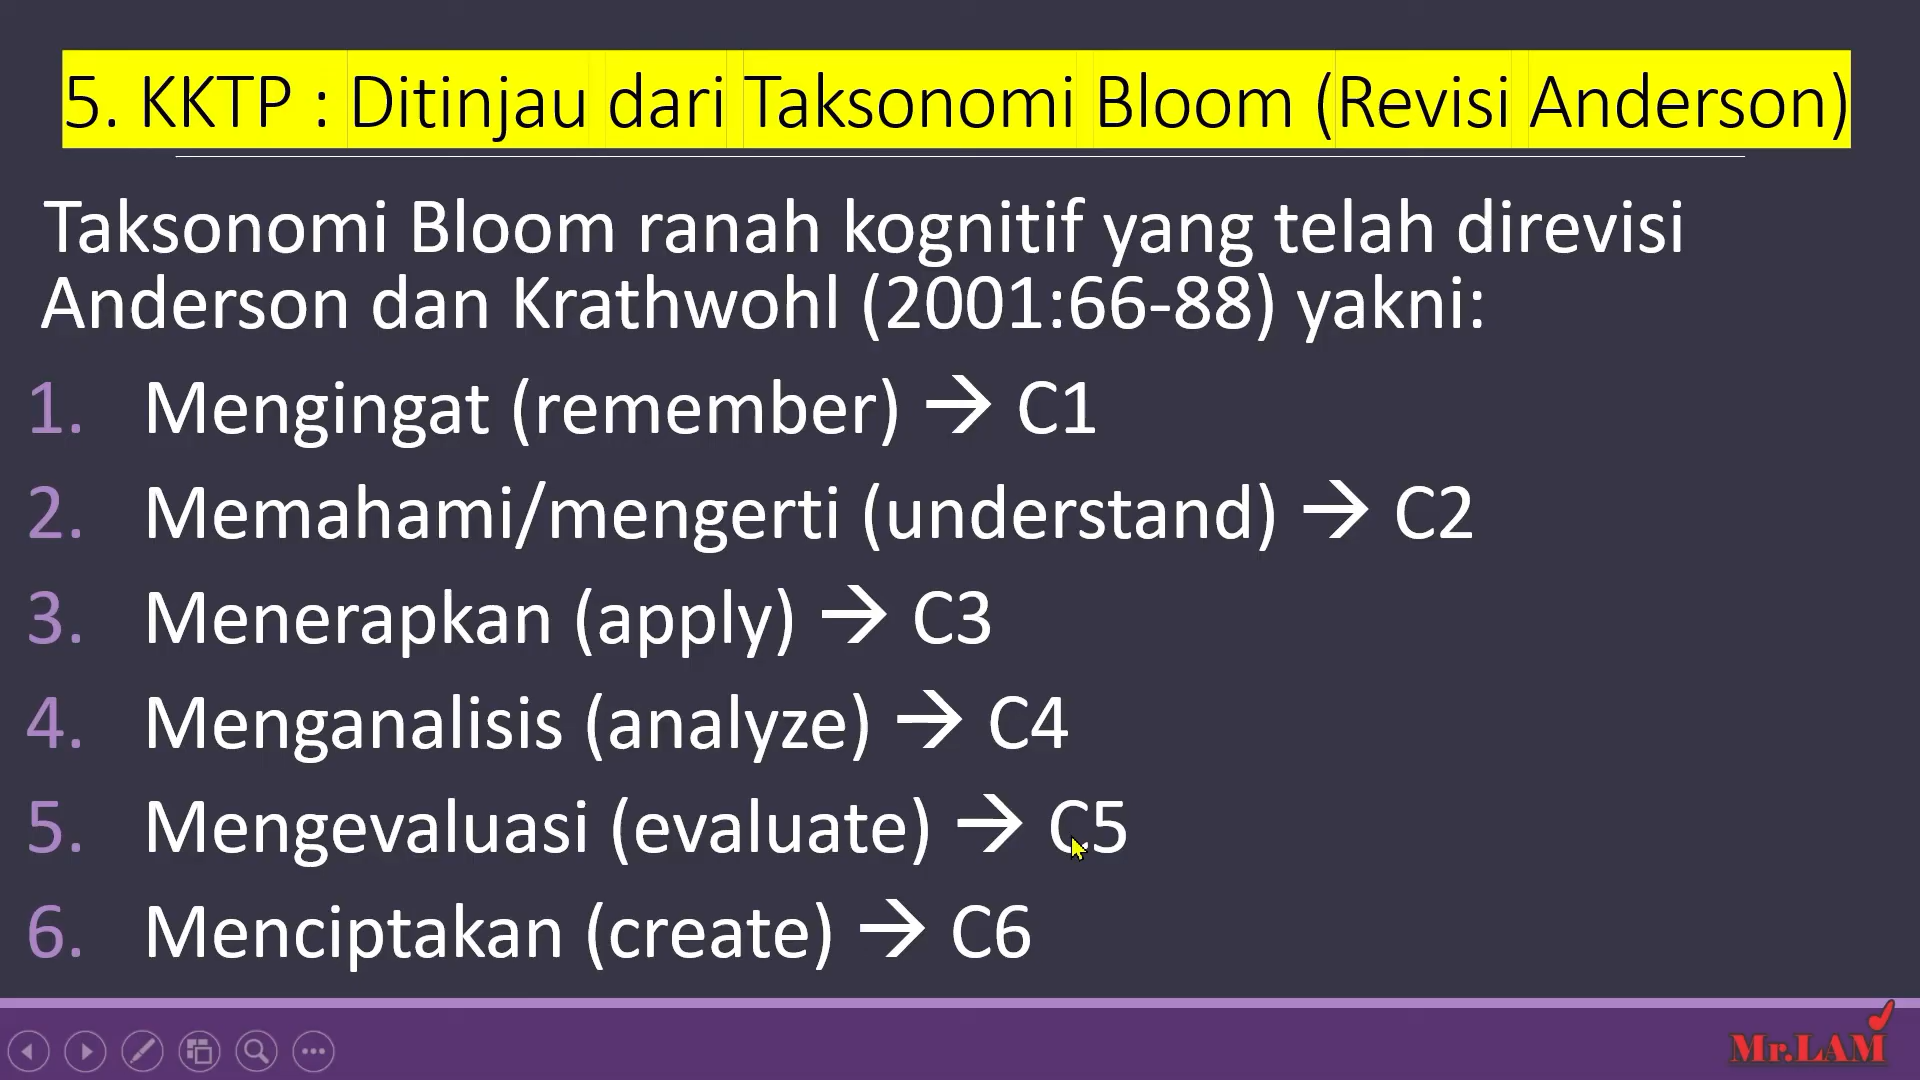 5. KKTP : Ditinjau dari Taksonomi Bloom (Revisi Anderson)
Taksonomi Bloom ranah kognitif yang telah direvisi
Anderson dan Krathwohl (2001:66-88) yakni:
1. Mengingat (remember) → C1
2. Memahami/mengerti (understand) → C2
3. Menerapkan (apply) → C3
4. Menganalisis (analyze) → C4
5. Mengevaluasi (evaluate) → C5
6. Menciptakan (create) → C6
Mr.LAM